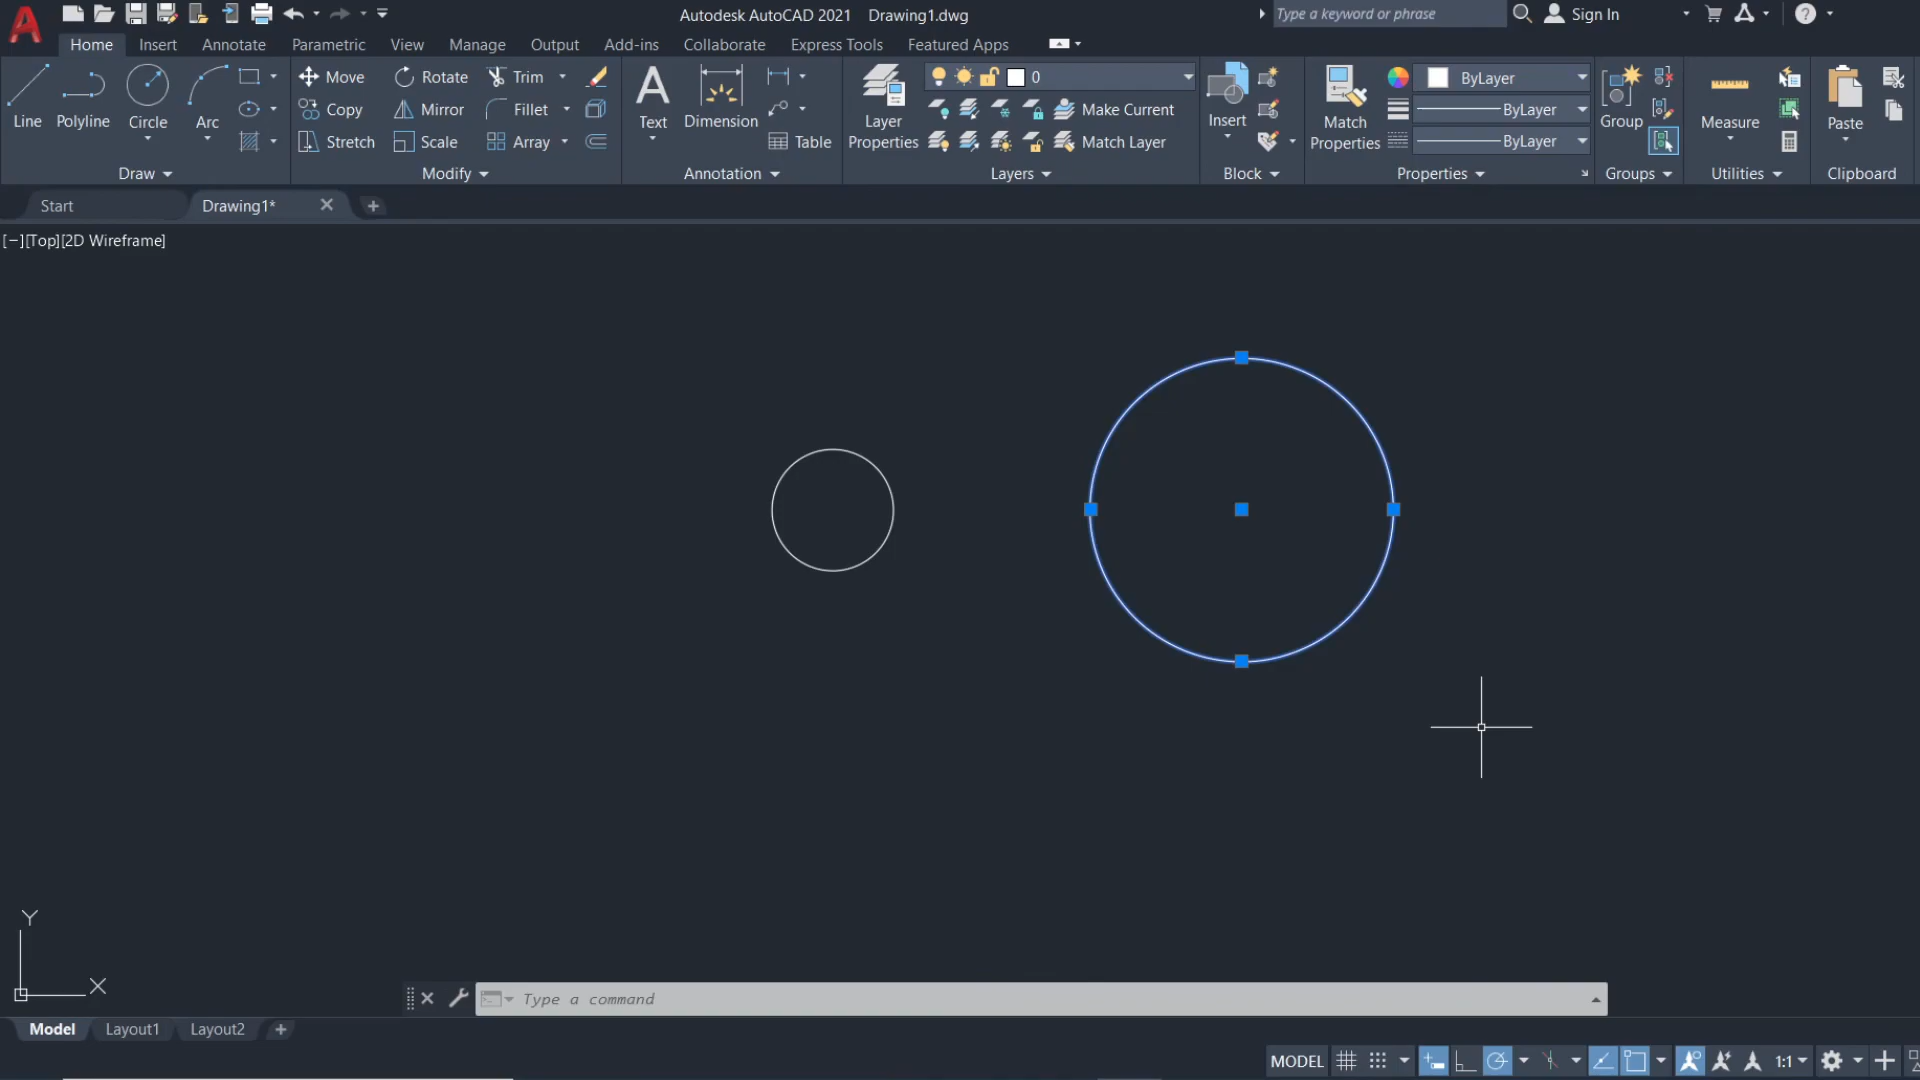 Autodesk AutoCAD 2021 Drawing1.dwg Type a keyword or phrase Sign In
Home Insert Annotate Parametric View Manage Output Add-ins Collaborate Express Tools Featured Apps
Line Polyline Circle Arc
Draw
Move Rotate Trim
Copy Mirror Fillet
Stretch Scale Array
Modify
Text Dimension Table
Annotation
Layer Properties
0
Make Current
Match Layer
Layers
Insert
Block
Match Properties
ByLayer
ByLayer
ByLayer
Properties
Group
Groups
Measure
Utilities
Paste
Clipboard
Start Drawing1*
[−][Top][2D Wireframe]
Y
X
Type a command
Model Layout1 Layout2
MODEL 1:1